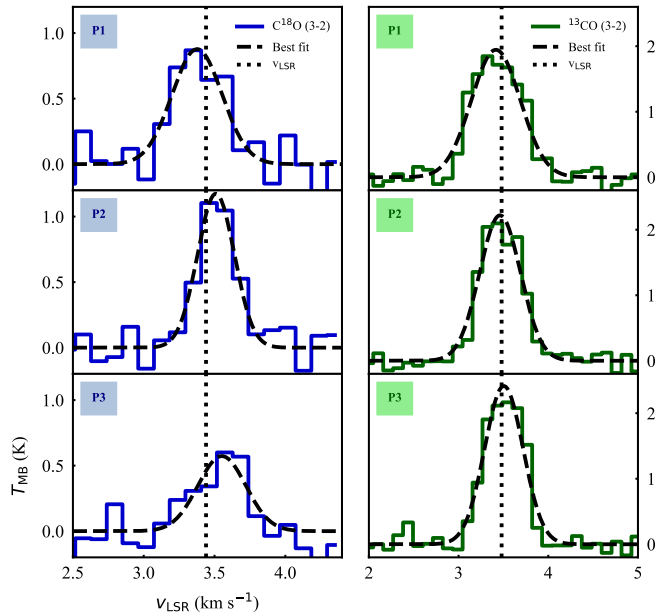 P1
C¹⁸O (3-2)
Best fit
vLSR
1.0
0.5
0.0
P1
¹³CO (3-2)
Best fit
vLSR
2
1
0
P2
1.0
0.5
0.0
P2
2
1
0
P3
1.0
0.5
0.0
P3
2
1
0
TMB (K)
2.5 3.0 3.5 4.0
2 3 4 5
vLSR (km s⁻¹)
vLSR (km s⁻¹)